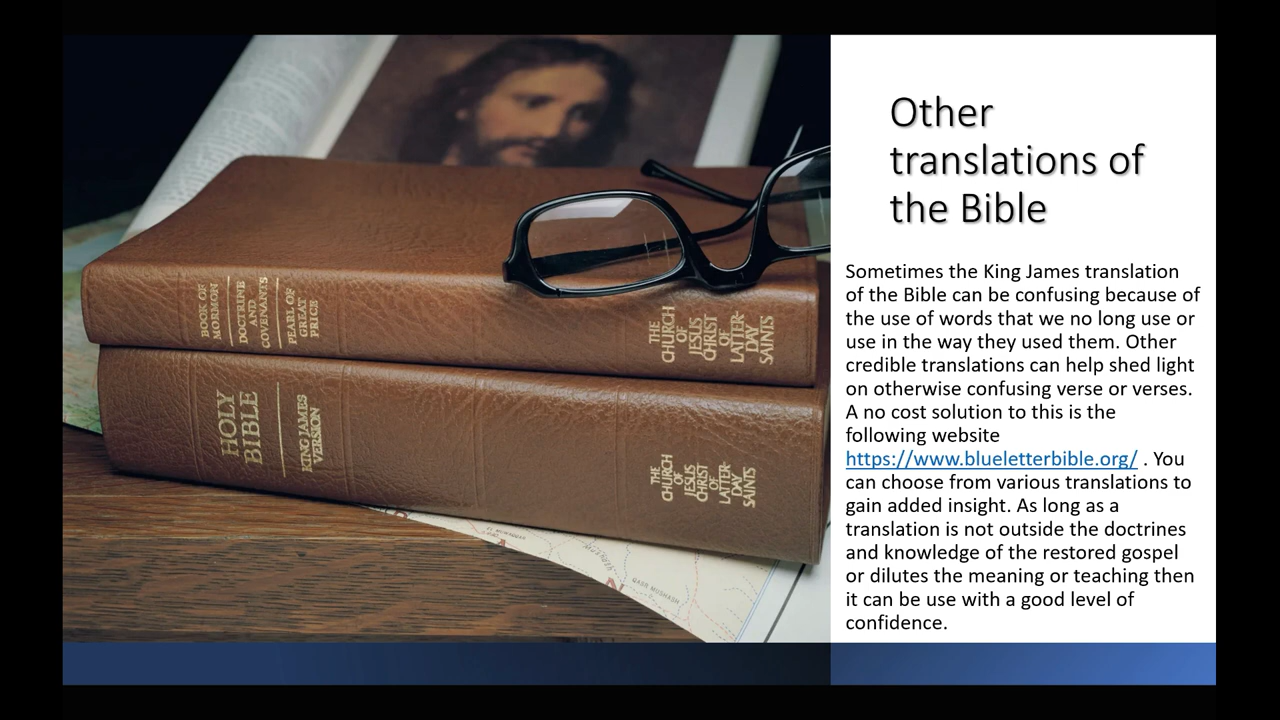 BOOK OF
MORMON
DOCTRINE
AND
COVENANTS
PEARL OF
GREAT
PRICE
THE
CHURCH
OF
JESUS
CHRIST
OF
LATTER-
DAY
SAINTS
HOLY
BIBLE
KING JAMES
VERSION
THE
CHURCH
OF
JESUS
CHRIST
OF
LATTER-
DAY
SAINTS
QASR MUSHASH
Other
translations of
the Bible
Sometimes the King James translation
of the Bible can be confusing because of
the use of words that we no long use or
use in the way they used them. Other
credible translations can help shed light
on otherwise confusing verse or verses.
A no cost solution to this is the
following website
https://www.blueletterbible.org/ . You
can choose from various translations to
gain added insight. As long as a
translation is not outside the doctrines
and knowledge of the restored gospel
or dilutes the meaning or teaching then
it can be use with a good level of
confidence.